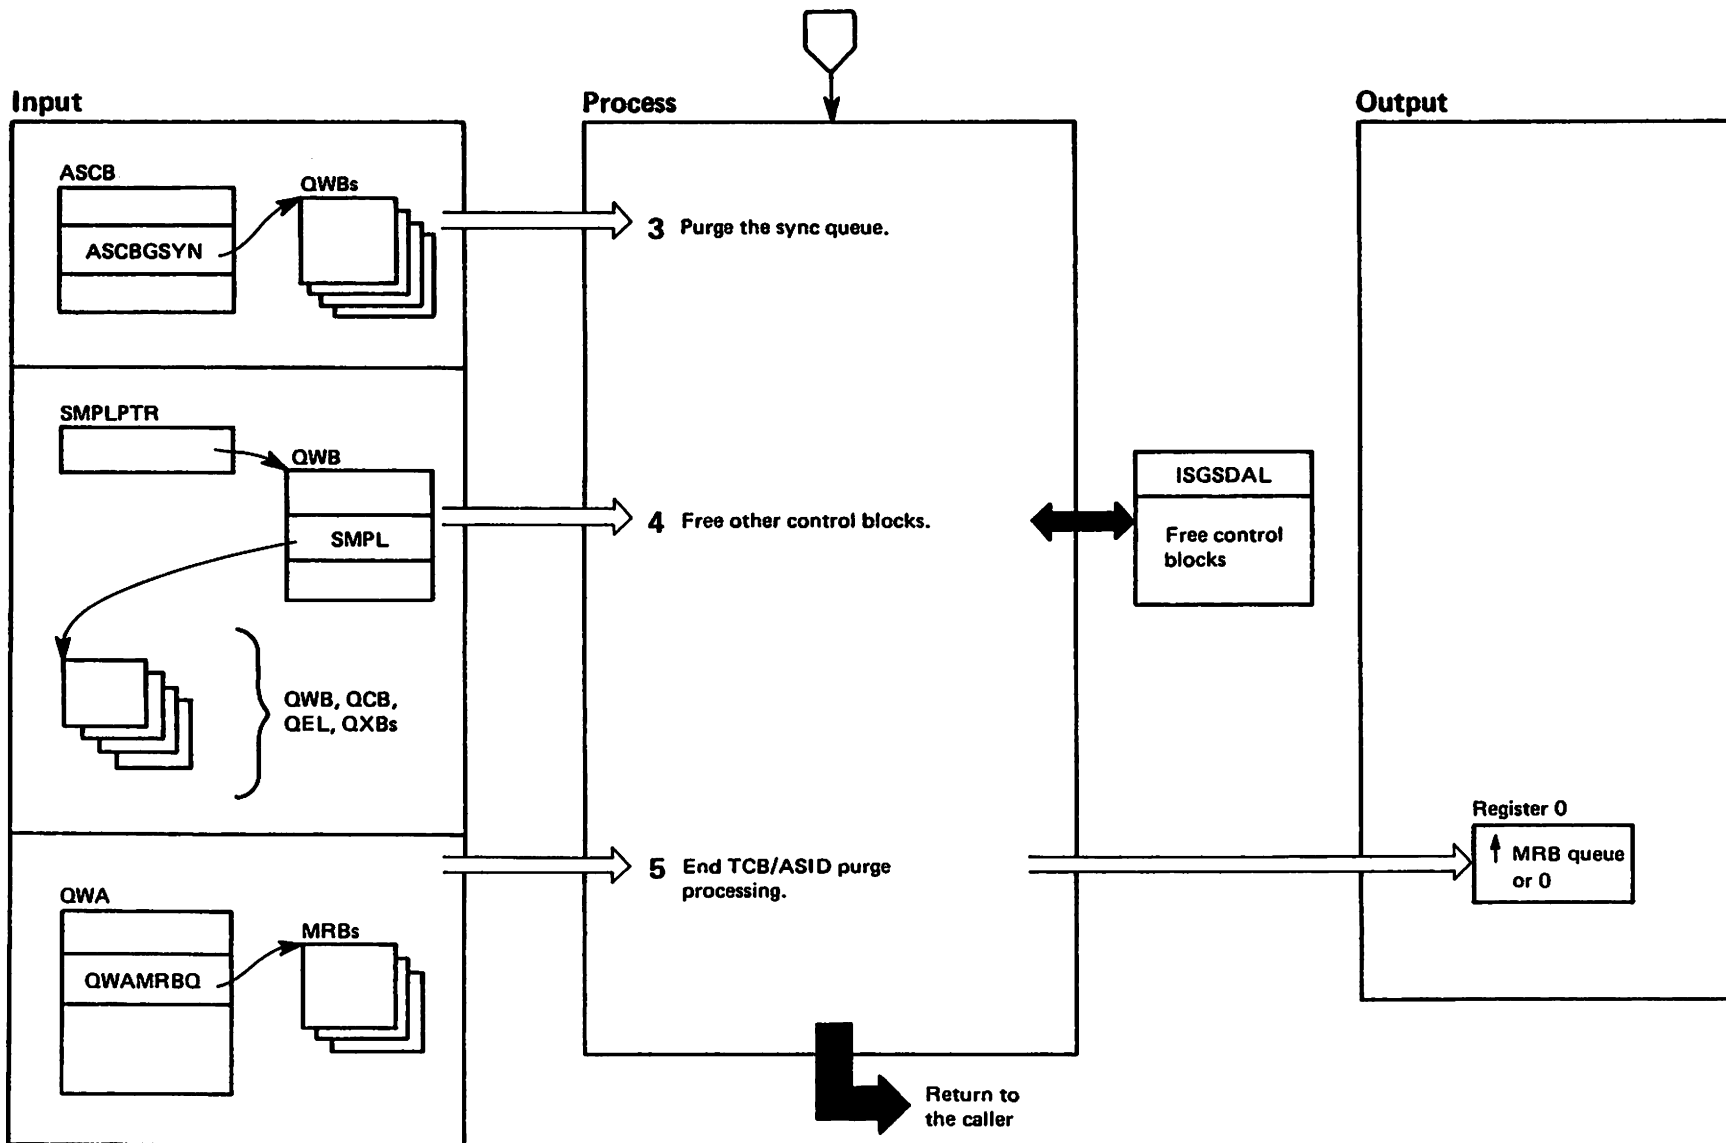 Input
Process
Output
ASCB
QWBs
ASCBGSYN
3 Purge the sync queue.
SMPLPTR
QWB
SMPL
4 Free other control blocks.
ISGSDAL
Free control
blocks
QWB, QCB,
QEL, QXBs
Register 0
MRB queue
or 0
5 End TCB/ASID purge
processing.
QWA
MRBs
QWAMRBQ
Return to
the caller